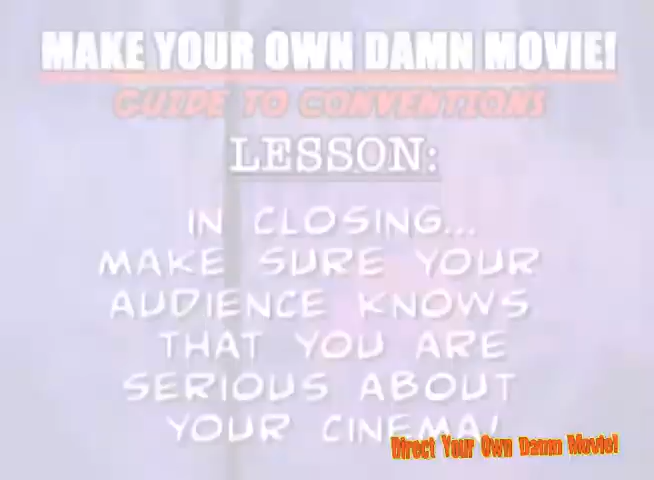 MAKE YOUR OWN DAMN MOVIE!
GUIDE TO CONVENTIONS
LESSON:
IN CLOSING...
MAKE SURE YOUR
AUDIENCE KNOWS
THAT YOU ARE
SERIOUS ABOUT
YOUR CINEMA!
Direct Your Own Damn Movie!